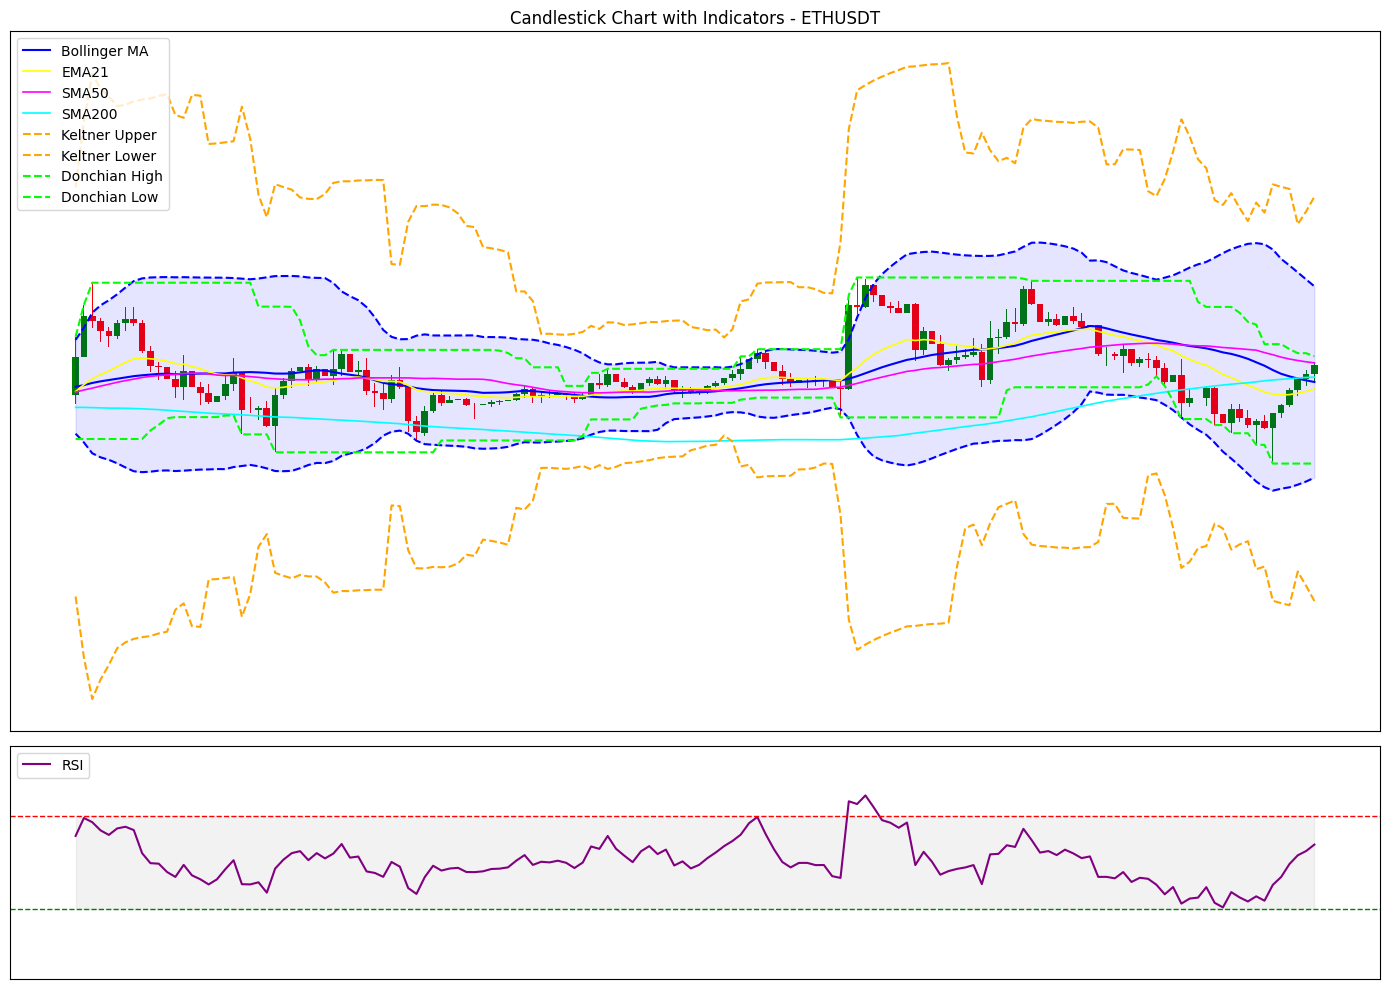 Candlestick Chart with Indicators - ETHUSDT
Bollinger MA
EMA21
SMA50
SMA200
Keltner Upper
Keltner Lower
Donchian High
Donchian Low
RSI